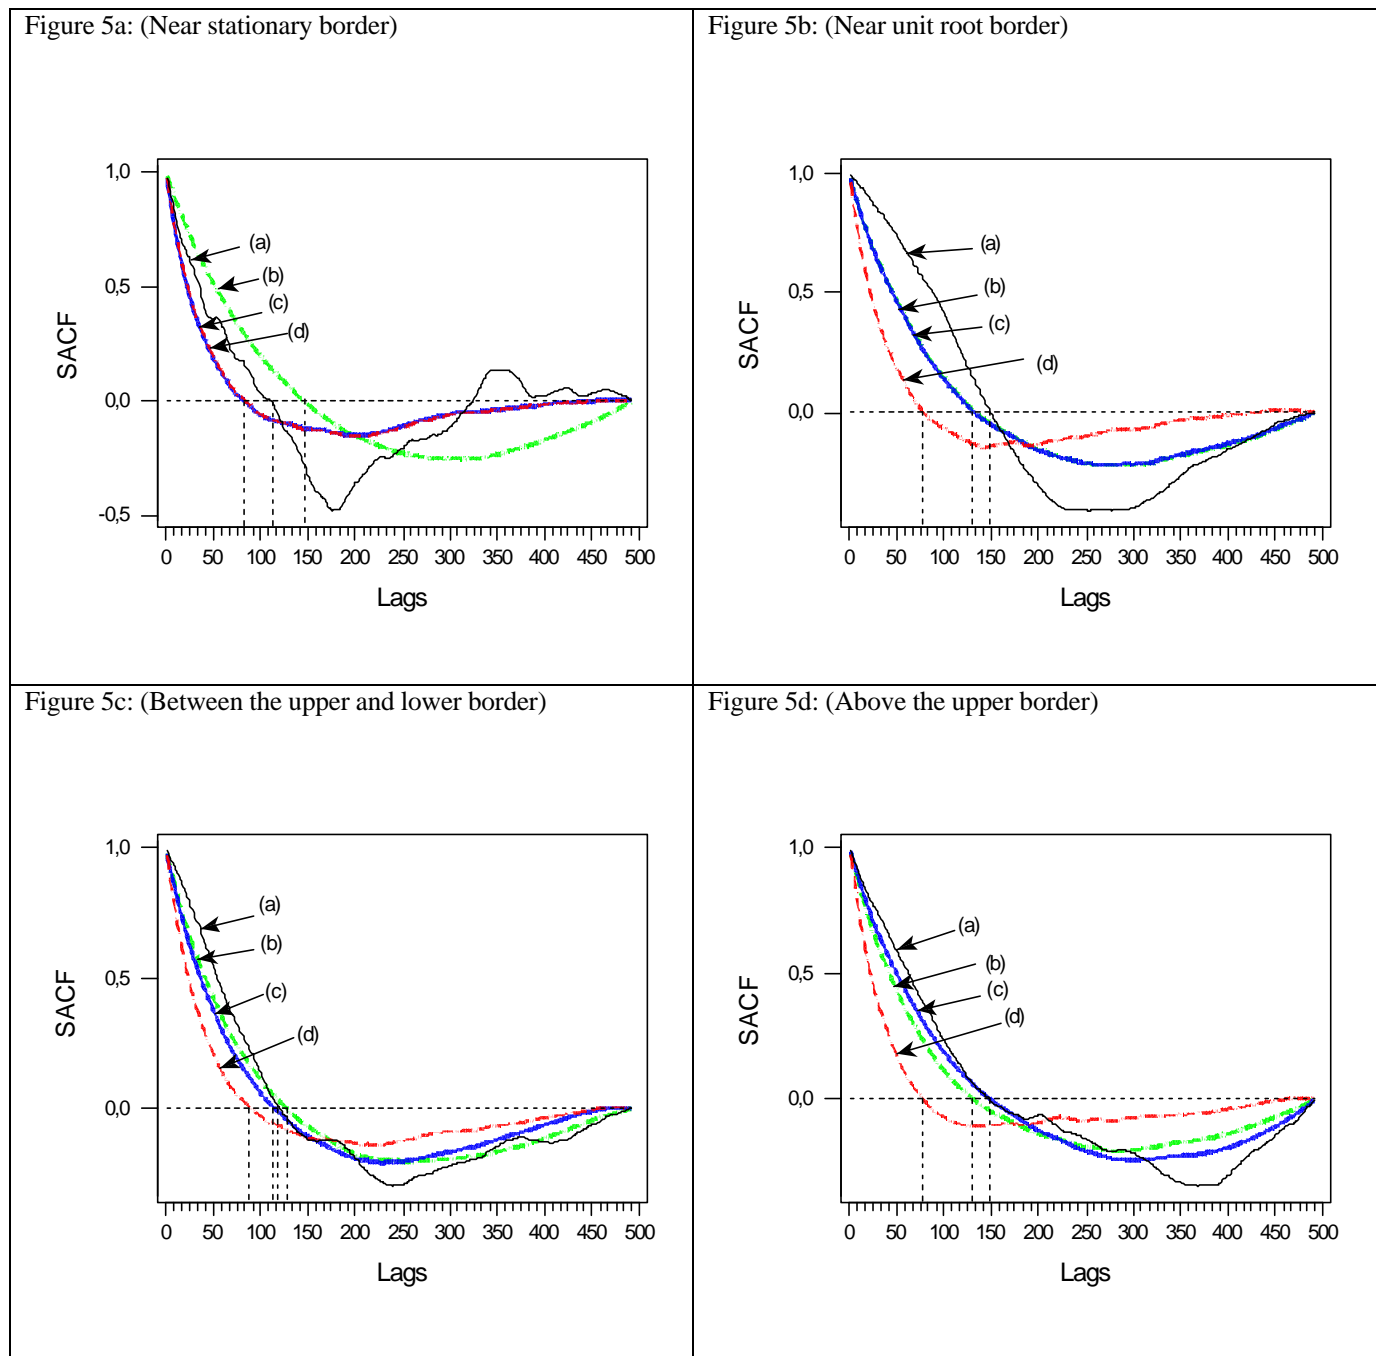 Figure 5a: (Near stationary border)
1,0
0,5
0,0
-0,5
SACF
(a)
(b)
(c)
(d)
0 50 100 150 200 250 300 350 400 450 500
Lags
Figure 5b: (Near unit root border)
1,0
0,5
0,0
SACF
(a)
(b)
(c)
(d)
0 50 100 150 200 250 300 350 400 450 500
Lags
Figure 5c: (Between the upper and lower border)
1,0
0,5
0,0
SACF
(a)
(b)
(c)
(d)
0 50 100 150 200 250 300 350 400 450 500
Lags
Figure 5d: (Above the upper border)
1,0
0,5
0,0
SACF
(a)
(b)
(c)
(d)
0 50 100 150 200 250 300 350 400 450 500
Lags